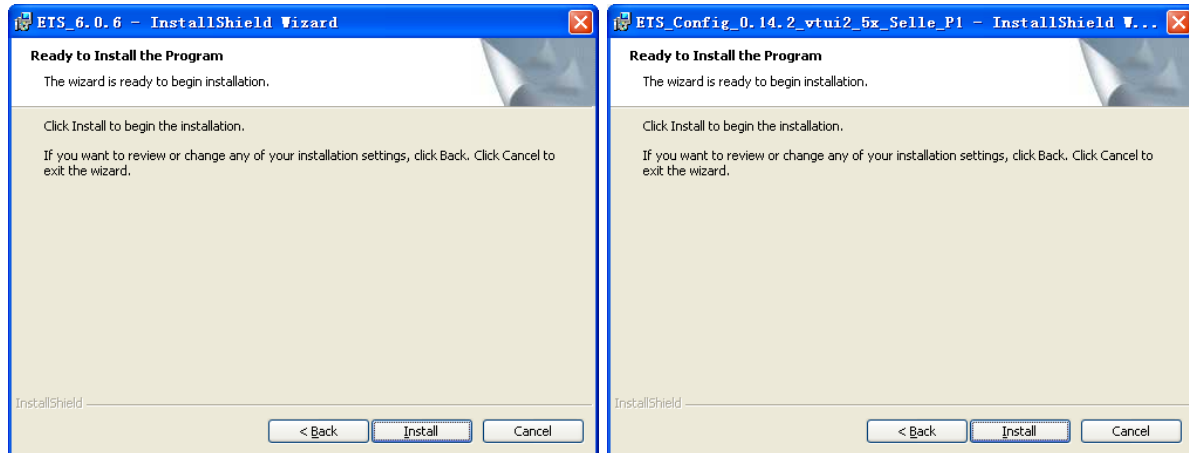 ETS_6.0.6 - InstallShield Wizard
Ready to Install the Program
The wizard is ready to begin installation.
Click Install to begin the installation.
If you want to review or change any of your installation settings, click Back. Click Cancel to
exit the wizard.
InstallShield
< Back
Install
Cancel
ETS_Config_0.14.2_vtui2_5x_Selle_P1 - InstallShield W...
Ready to Install the Program
The wizard is ready to begin installation.
Click Install to begin the installation.
If you want to review or change any of your installation settings, click Back. Click Cancel to
exit the wizard.
InstallShield
< Back
Install
Cancel